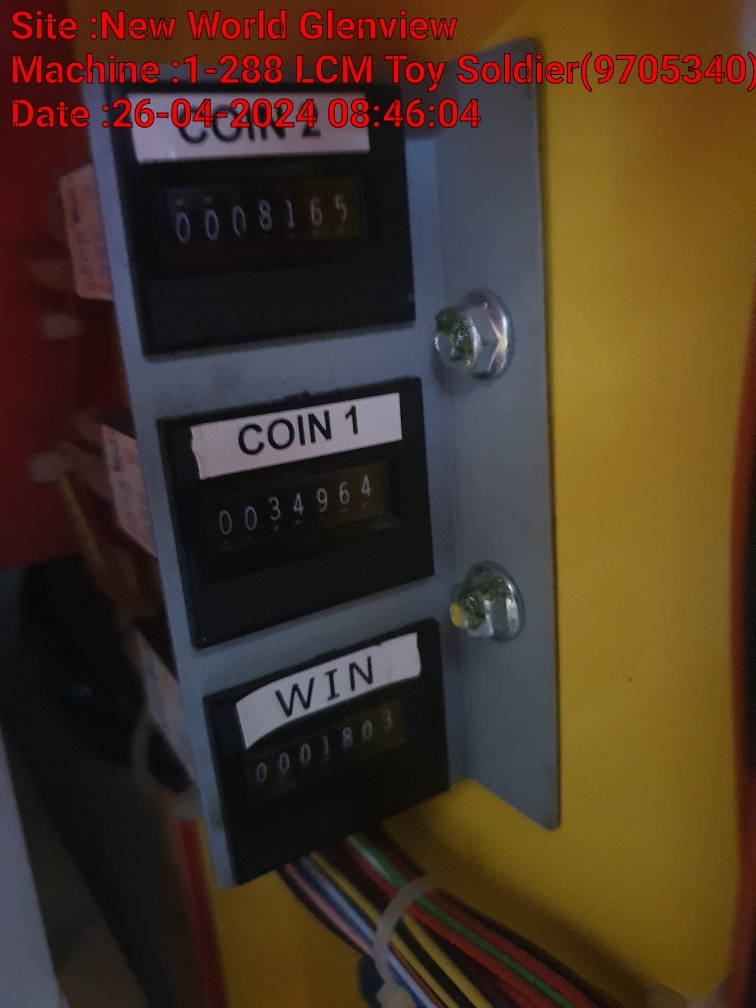 Site :New World Glenview
Machine :1-288 LCM Toy Soldier(9705340)
Date :26-04-2024 08:46:04
COIN 2
0008165
COIN 1
0034964
WIN
0001803